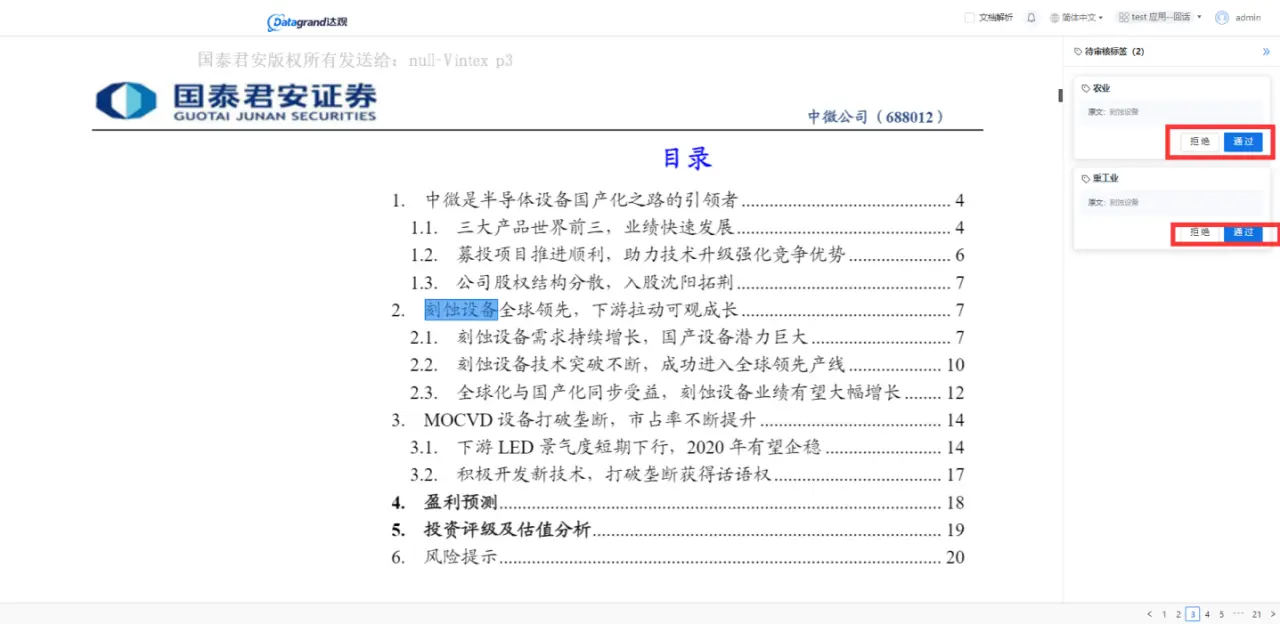 Datagrand达观
文档解析 简体中文 test 应用--回话 admin
国泰君安版权所有发送给：null-Vintex p3
国泰君安证券
GUOTAI JUNAN SECURITIES
中微公司（688012）
目录
1. 中微是半导体设备国产化之路的引领者 4
1.1. 三大产品世界前三，业绩快速发展 4
1.2. 募投项目推进顺利，助力技术升级强化竞争优势 6
1.3. 公司股权结构分散，入股沈阳拓荆 7
2. 刻蚀设备全球领先，下游拉动可观成长 7
2.1. 刻蚀设备需求持续增长，国产设备潜力巨大 7
2.2. 刻蚀设备技术突破不断，成功进入全球领先产线 10
2.3. 全球化与国产化同步受益，刻蚀设备业绩有望大幅增长 12
3. MOCVD 设备打破垄断，市占率不断提升 14
3.1. 下游 LED 景气度短期下行，2020 年有望企稳 14
3.2. 积极开发新技术，打破垄断获得话语权 17
4. 盈利预测 18
5. 投资评级及估值分析 19
6. 风险提示 20
待审核标签（2） »
农业
原文：刻蚀设备
拒绝 通过
重工业
原文：刻蚀设备
拒绝 通过
< 1 2 3 4 5 ··· 21 >